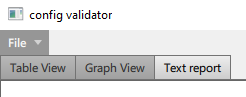 config validator
File
Table View Graph View Text report